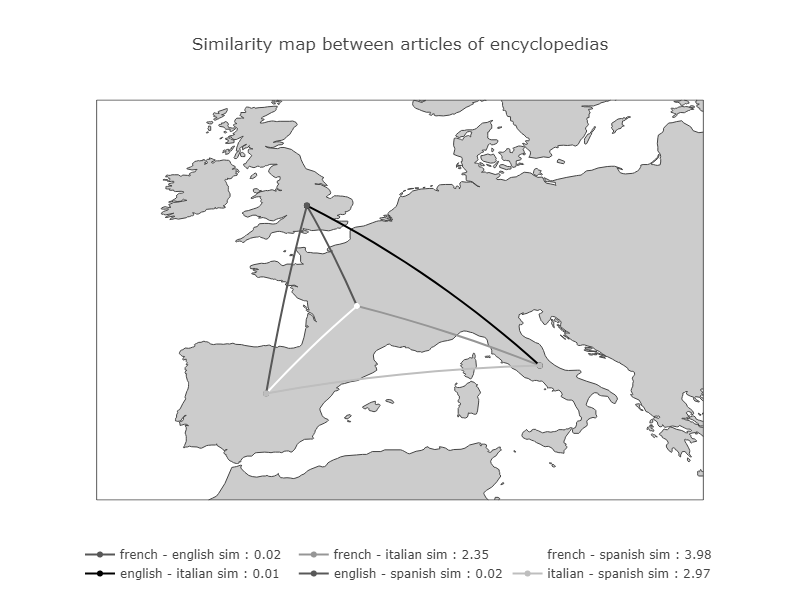 Similarity map between articles of encyclopedias
french - english sim : 0.02 french - italian sim : 2.35 french - spanish sim : 3.98
english - italian sim : 0.01 english - spanish sim : 0.02 italian - spanish sim : 2.97